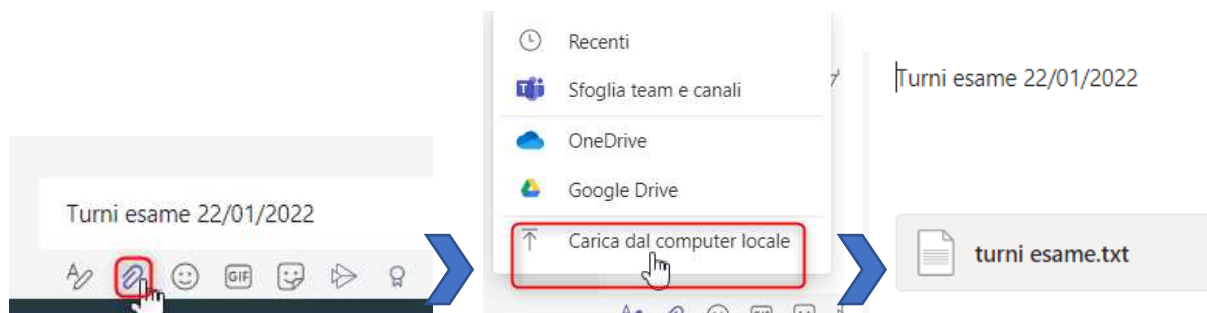 Turni esame 22/01/2022
GIF
Recenti
Sfoglia team e canali
OneDrive
Google Drive
Carica dal computer locale
Turni esame 22/01/2022
turni esame.txt